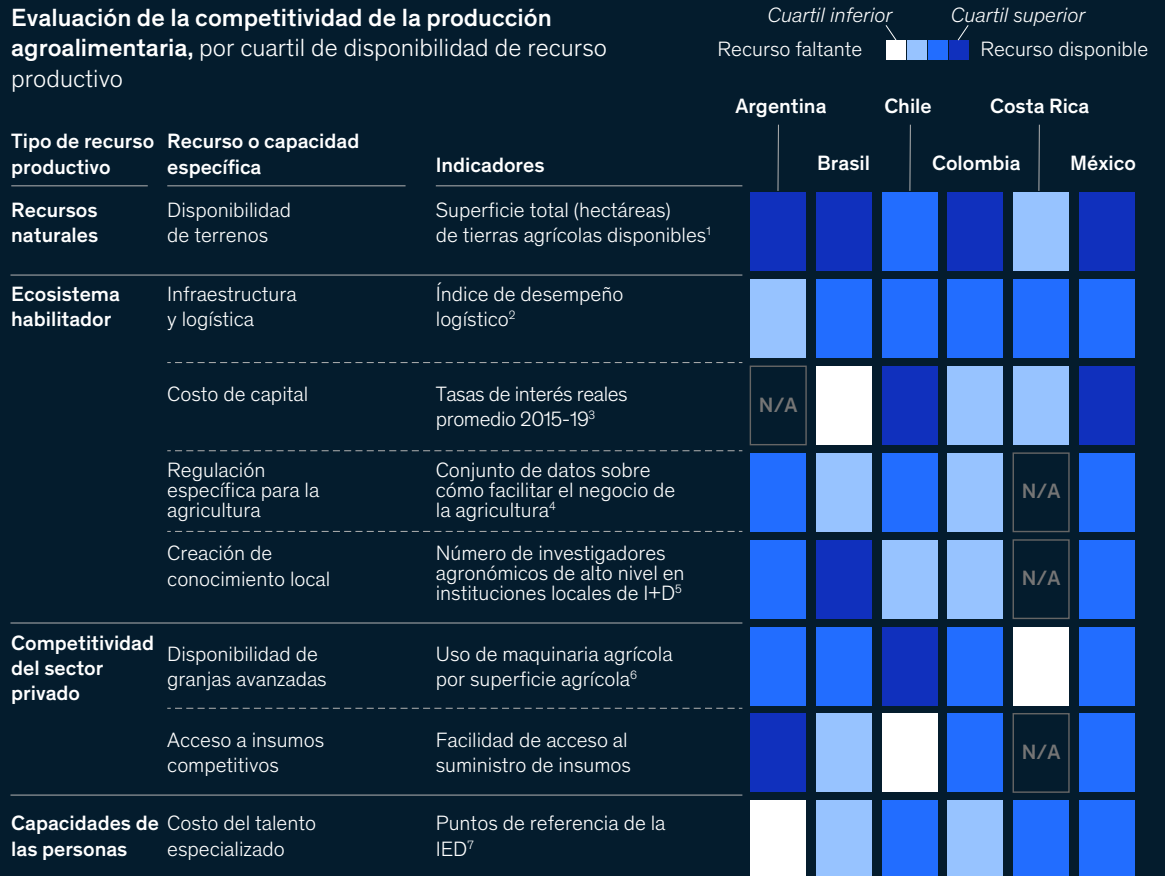 Evaluación de la competitividad de la producción
agroalimentaria, por cuartil de disponibilidad de recurso
productivo
Cuartil inferior
Cuartil superior
Recurso faltante
Recurso disponible
Argentina
Chile
Costa Rica
Brasil
Colombia
México
Tipo de recurso
productivo
Recurso o capacidad
específica
Indicadores
Recursos
naturales
Disponibilidad
de terrenos
Superficie total (hectáreas)
de tierras agrícolas disponibles¹
Ecosistema
habilitador
Infraestructura
y logística
Índice de desempeño
logístico²
Costo de capital
Tasas de interés reales
promedio 2015-19³
N/A
Regulación
específica para la
agricultura
Conjunto de datos sobre
cómo facilitar el negocio de
la agricultura⁴
N/A
Creación de
conocimiento local
Número de investigadores
agronómicos de alto nivel en
instituciones locales de I+D⁵
N/A
Competitividad
del sector
privado
Disponibilidad de
granjas avanzadas
Uso de maquinaria agrícola
por superficie agrícola⁶
Acceso a insumos
competitivos
Facilidad de acceso al
suministro de insumos
N/A
Capacidades de
las personas
Costo del talento
especializado
Puntos de referencia de la
IED⁷